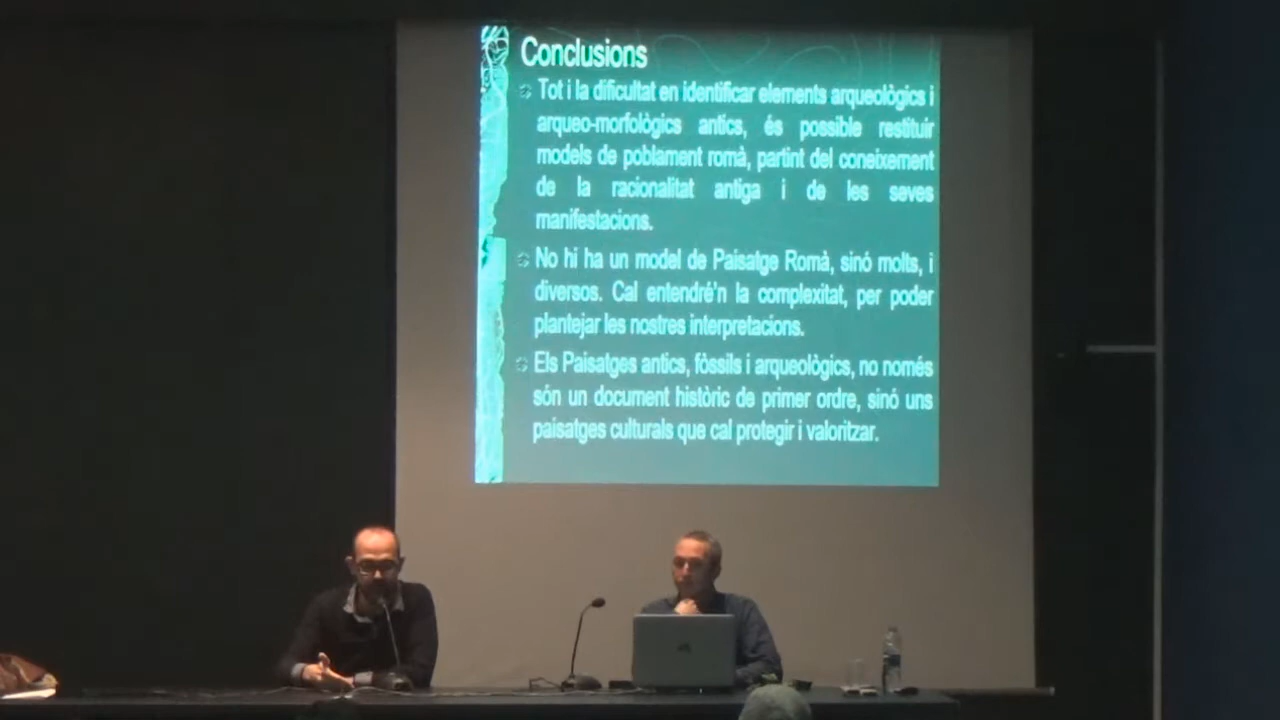 Conclusions
Tot i la dificultat en identificar elements arqueològics i
arqueo-morfològics antics, és possible restituir
models de poblament romà, partint del coneixement
de la racionalitat antiga i de les seves
manifestacions.
No hi ha un model de Paisatge Romà, sinó molts, i
diversos. Cal entendré'n la complexitat, per poder
plantejar les nostres interpretacions.
Els Paisatges antics, fòssils i arqueològics, no només
són un document històric de primer ordre, sinó uns
paisatges culturals que cal protegir i valoritzar.